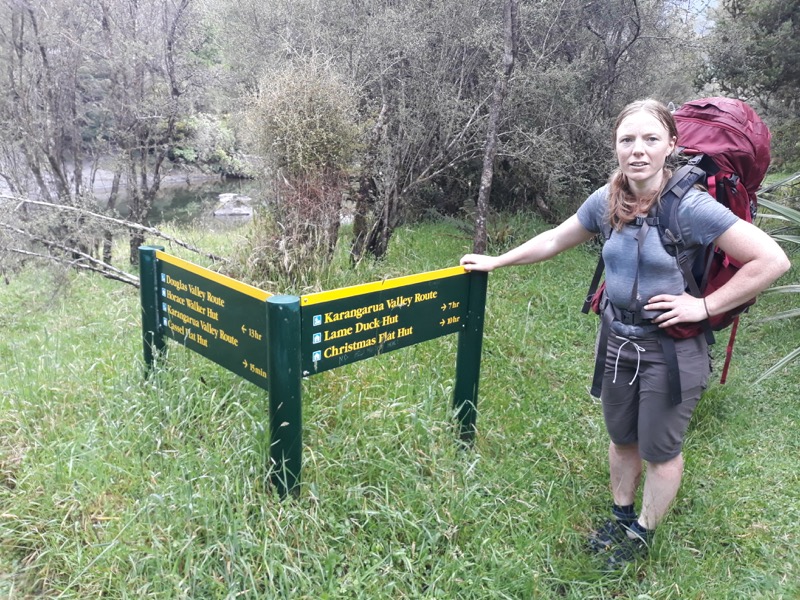 Douglas Valley Route
Horace Walker Hut ← 13hr
Karangarua Valley Route
Cassel Flat Hut → 15min
Karangarua Valley Route
Lame Duck Hut → 7hr
Christmas Flat Hut → 10hr